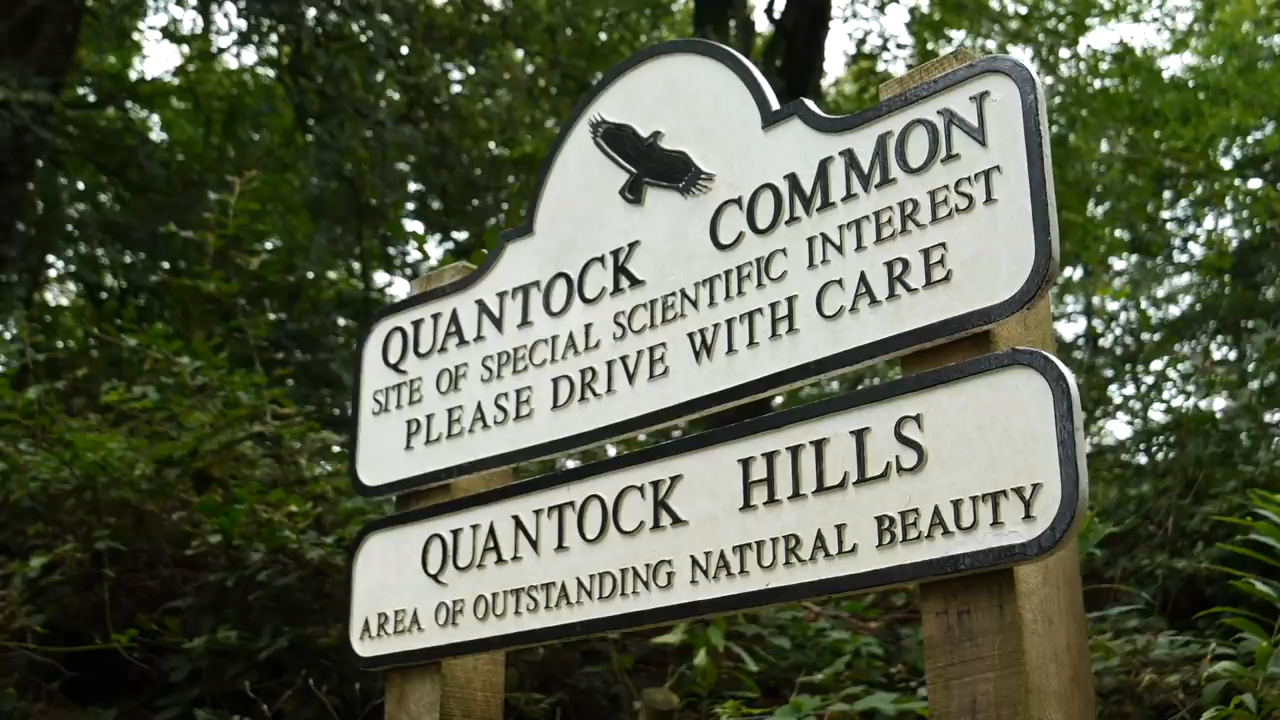 QUANTOCK COMMON
SITE OF SPECIAL SCIENTIFIC INTEREST
PLEASE DRIVE WITH CARE
QUANTOCK HILLS
AREA OF OUTSTANDING NATURAL BEAUTY